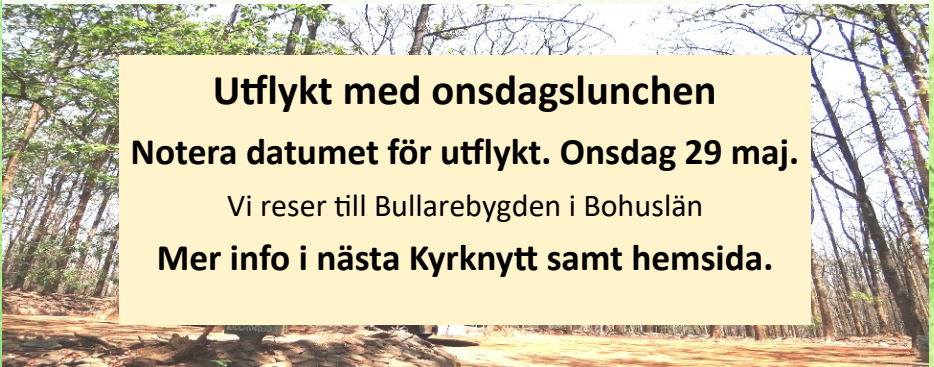 Utflykt med onsdagslunchen
Notera datumet för utflykt. Onsdag 29 maj.
Vi reser till Bullarebygden i Bohuslän
Mer info i nästa Kyrknytt samt hemsida.